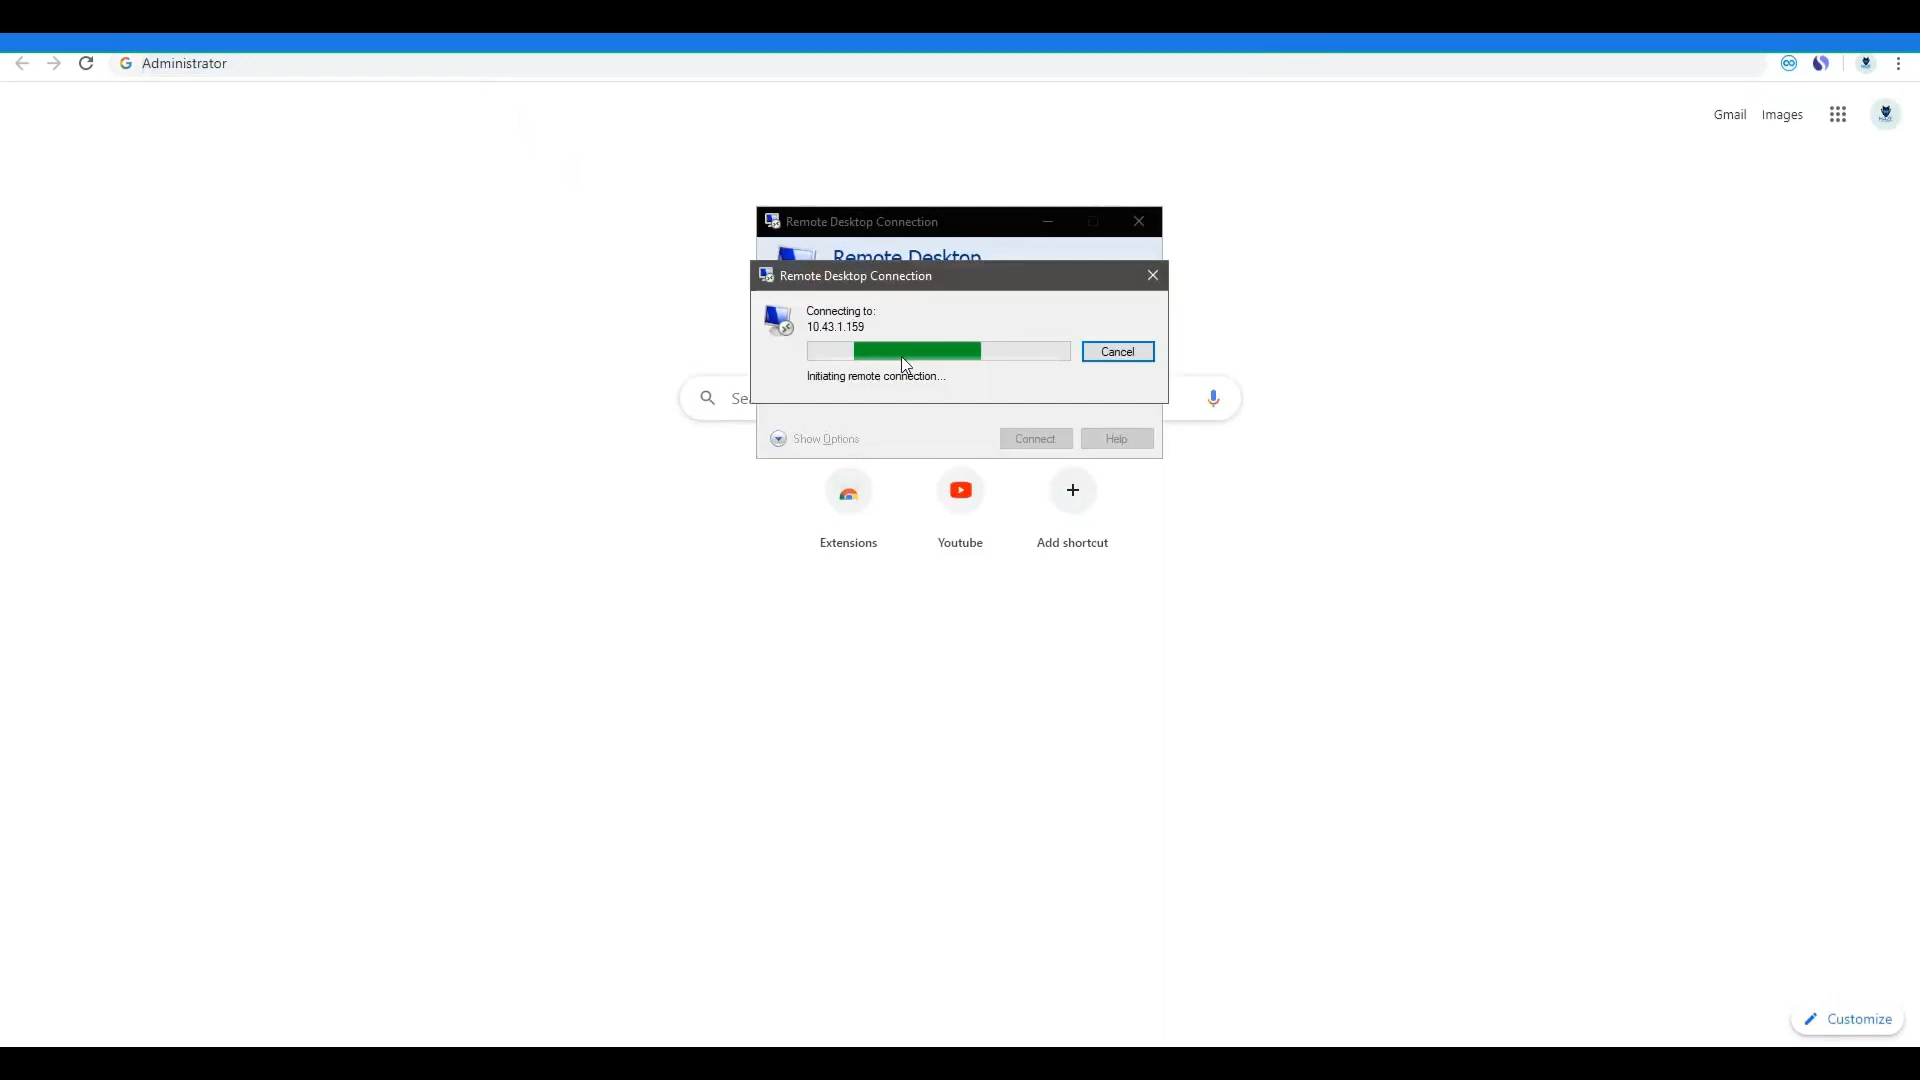 Administrator
Gmail Images
Remote Desktop Connection
Remote Desktop
Remote Desktop Connection
Connecting to:
10.43.1.159
Cancel
Initiating remote connection...
Show Options
Connect
Help
Extensions
Youtube
Add shortcut
Customize